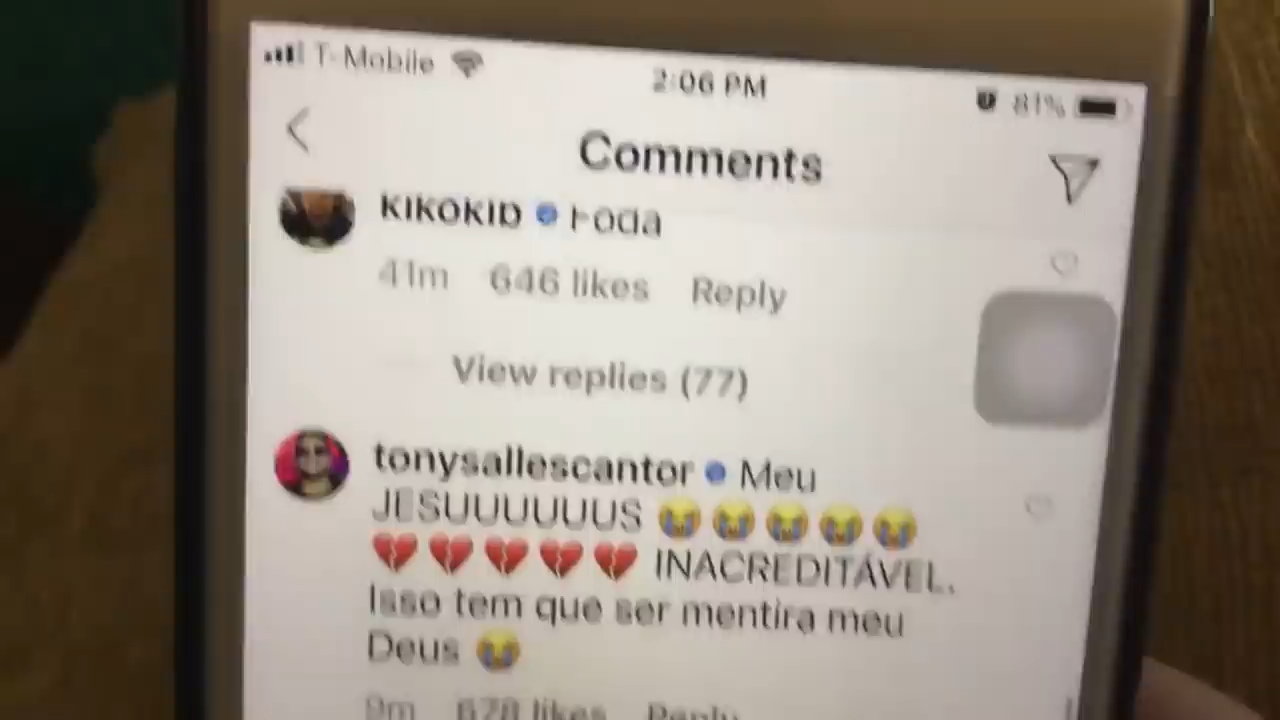 T-Mobile 2:06 PM 81%
Comments
KIKOKID Foda
41m 646 likes Reply
View replies (77)
tonysallescantor Meu
JESUUUUUUS 😭😭😭😭😭
💔💔💔💔💔 INACREDITÁVEL.
Isso tem que ser mentira meu
Deus 😭
9m 678 likes Reply